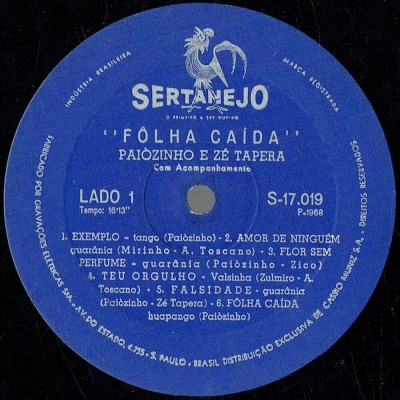 INDÚSTRIA BRASILEIRA
MARCA REGISTRADA
SERTANEJO
O PRIMEIRO A SER OUVIDO
"FÔLHA CAÍDA"
PAIÒZINHO E ZÉ TAPERA
Com Acompanhamento
LADO 1
S-17.019
Tempo: 16'13"
P-1968
1. EXEMPLO - tango (Paiòzinho) - 2. AMOR DE NINGUÉM
guarânia (Mirinho - A. Toscano) - 3. FLOR SEM
PERFUME - guarânia (Paiòzinho - Zico)
4. TEU ORGULHO - Valsinha (Zulmiro - A.
Toscano) - 5. FALSIDADE - guarânia
(Paiòzinho - Zé Tapera) - 6. FÔLHA CAÍDA
huapango (Paiòzinho)
FABRICADO POR GRAVAÇÕES ELÉTRICAS S.A. - AV. DO ESTADO, 4.755 - S. PAULO - BRASIL DISTRIBUIÇÃO EXCLUSIVA DE CASSIO MUNIZ S.A. - DIREITOS RESERVADOS